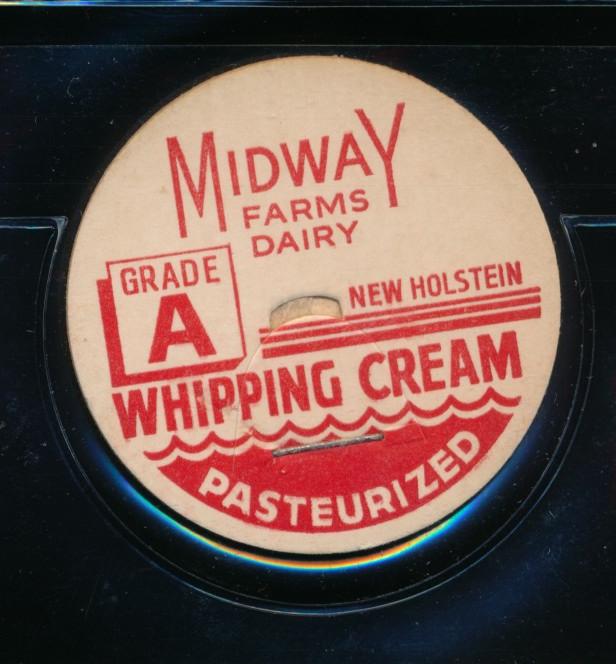 MIDWAY
FARMS
DAIRY
GRADE
A
NEW HOLSTEIN
WHIPPING CREAM
PASTEURIZED